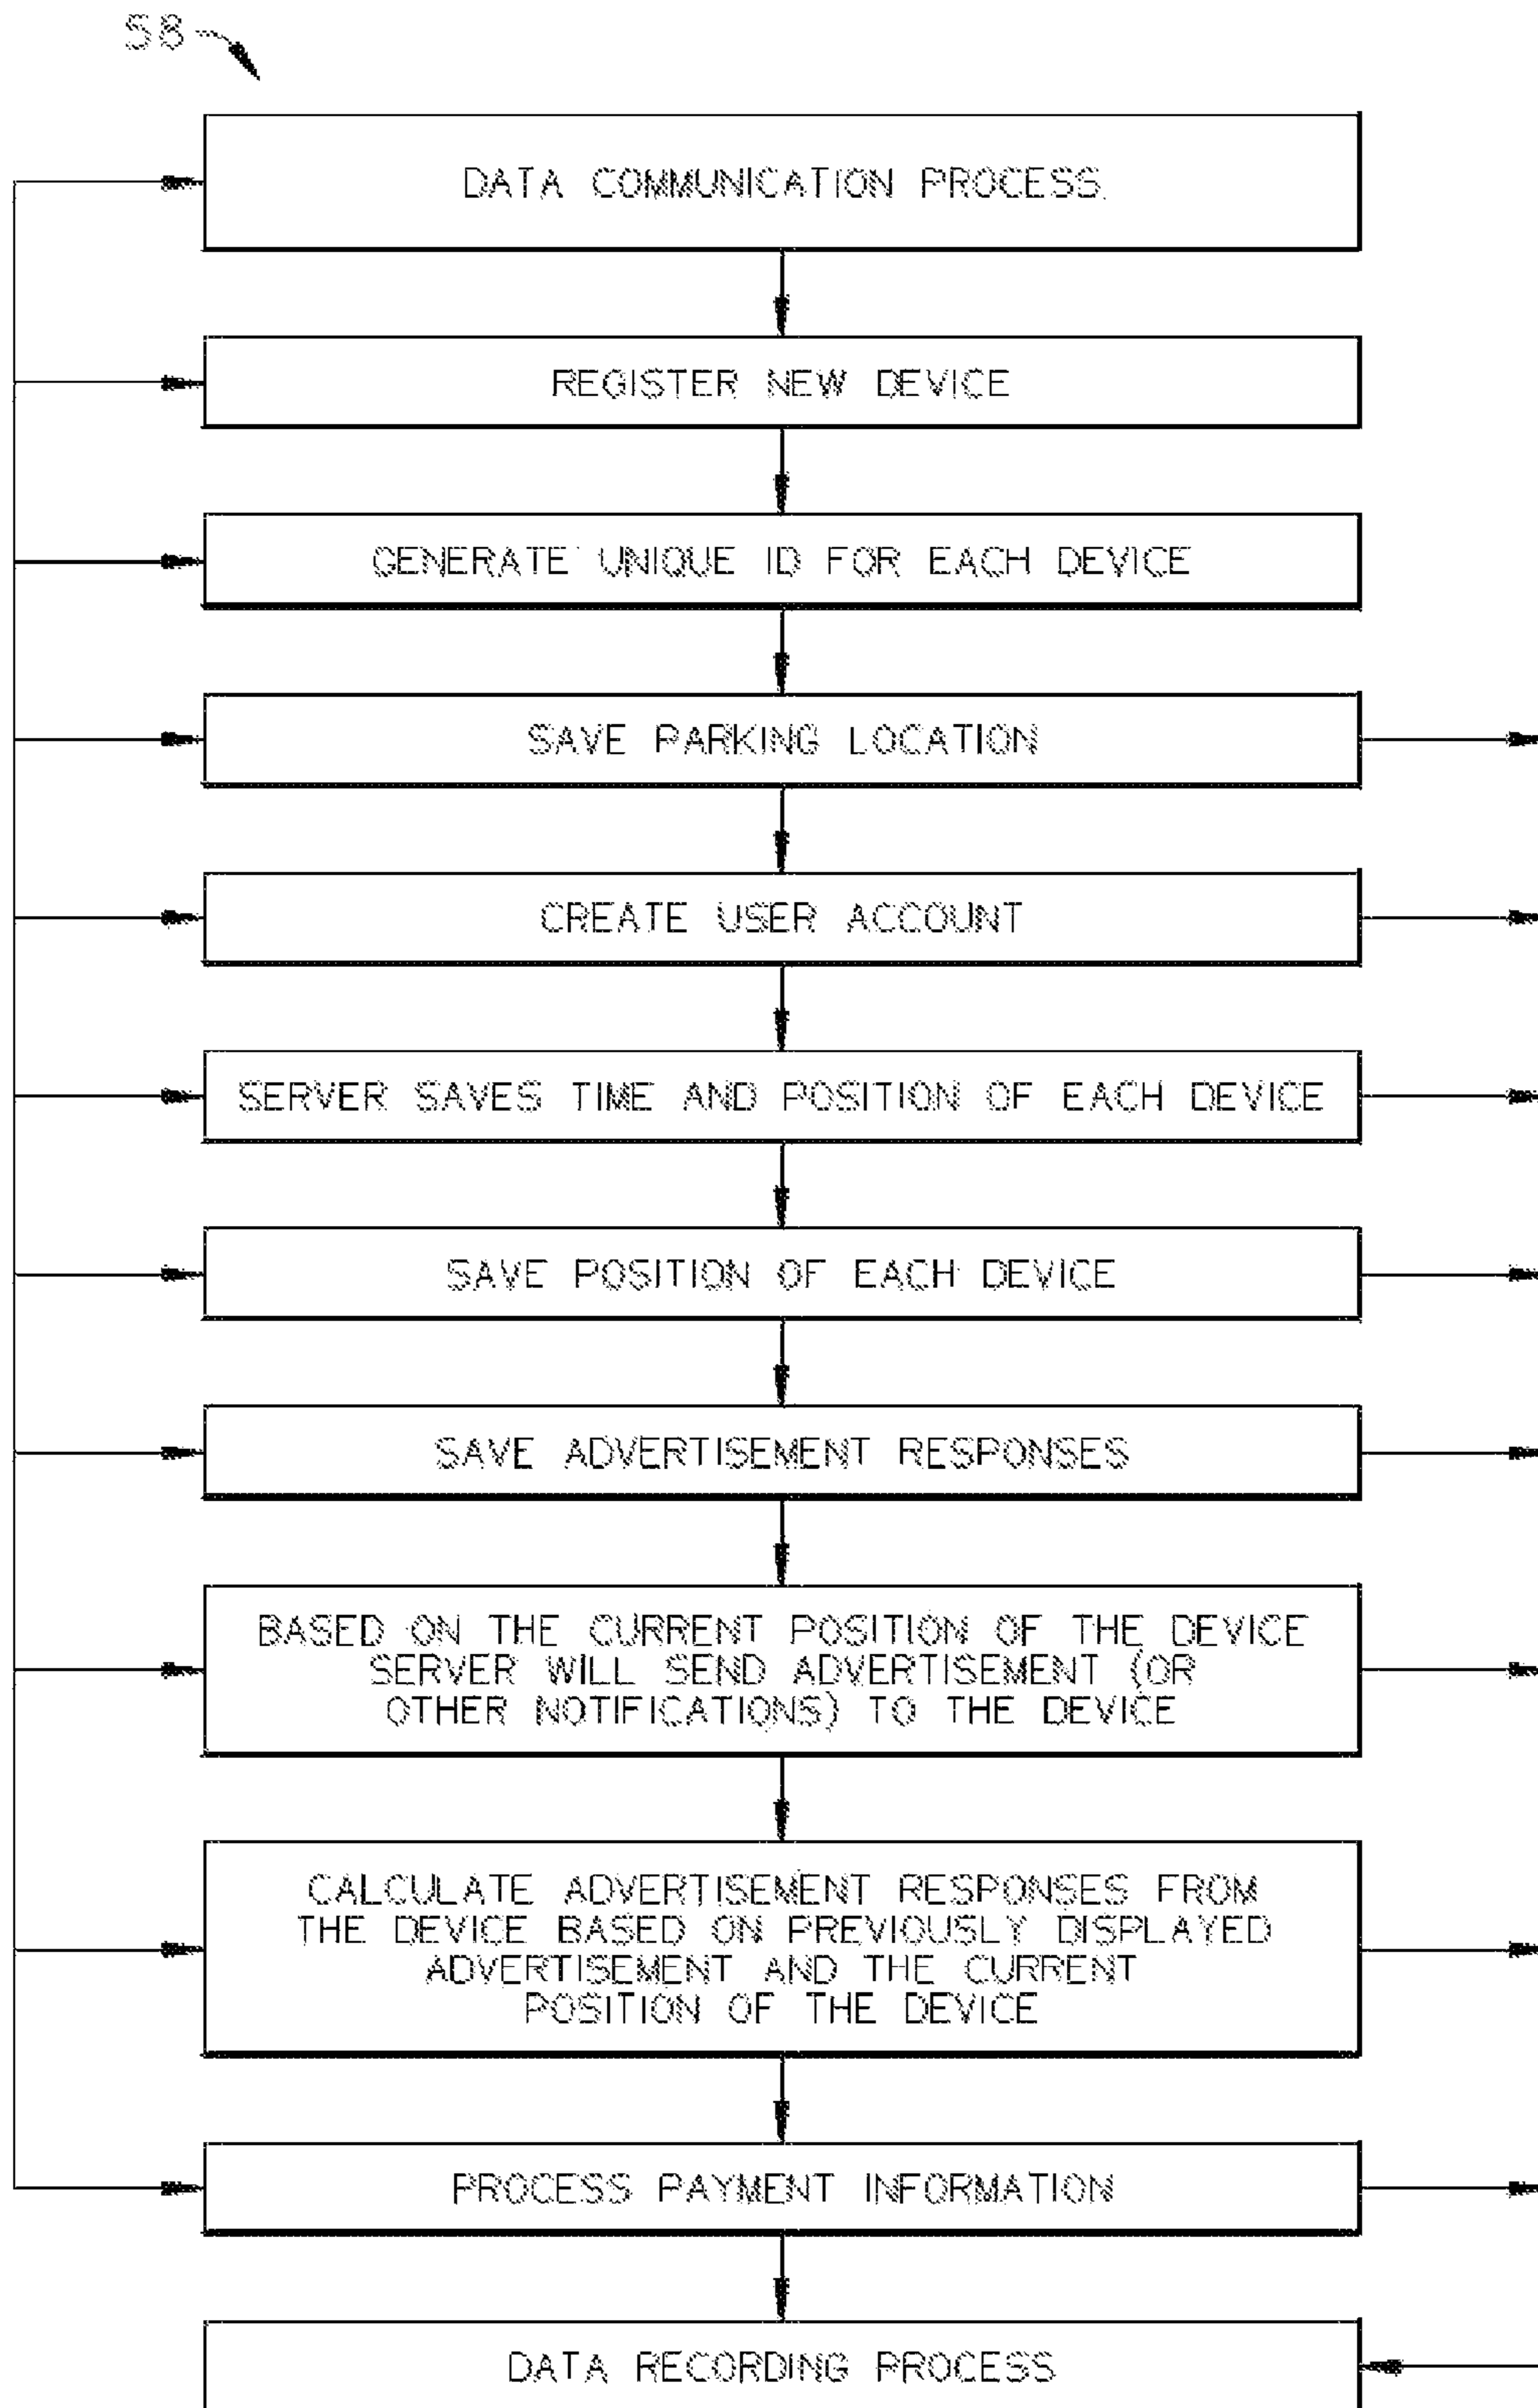 58
DATA COMMUNICATION PROCESS
REGISTER NEW DEVICE
GENERATE UNIQUE ID FOR EACH DEVICE
SAVE PARKING LOCATION
CREATE USER ACCOUNT
SERVER SAVES TIME AND POSITION OF EACH DEVICE
SAVE POSITION OF EACH DEVICE
SAVE ADVERTISEMENT RESPONSES
BASED ON THE CURRENT POSITION OF THE DEVICE
SERVER WILL SEND ADVERTISEMENT (OR
OTHER NOTIFICATIONS) TO THE DEVICE
CALCULATE ADVERTISEMENT RESPONSES FROM
THE DEVICE BASED ON PREVIOUSLY DISPLAYED
ADVERTISEMENT AND THE CURRENT
POSITION OF THE DEVICE
PROCESS PAYMENT INFORMATION
DATA RECORDING PROCESS